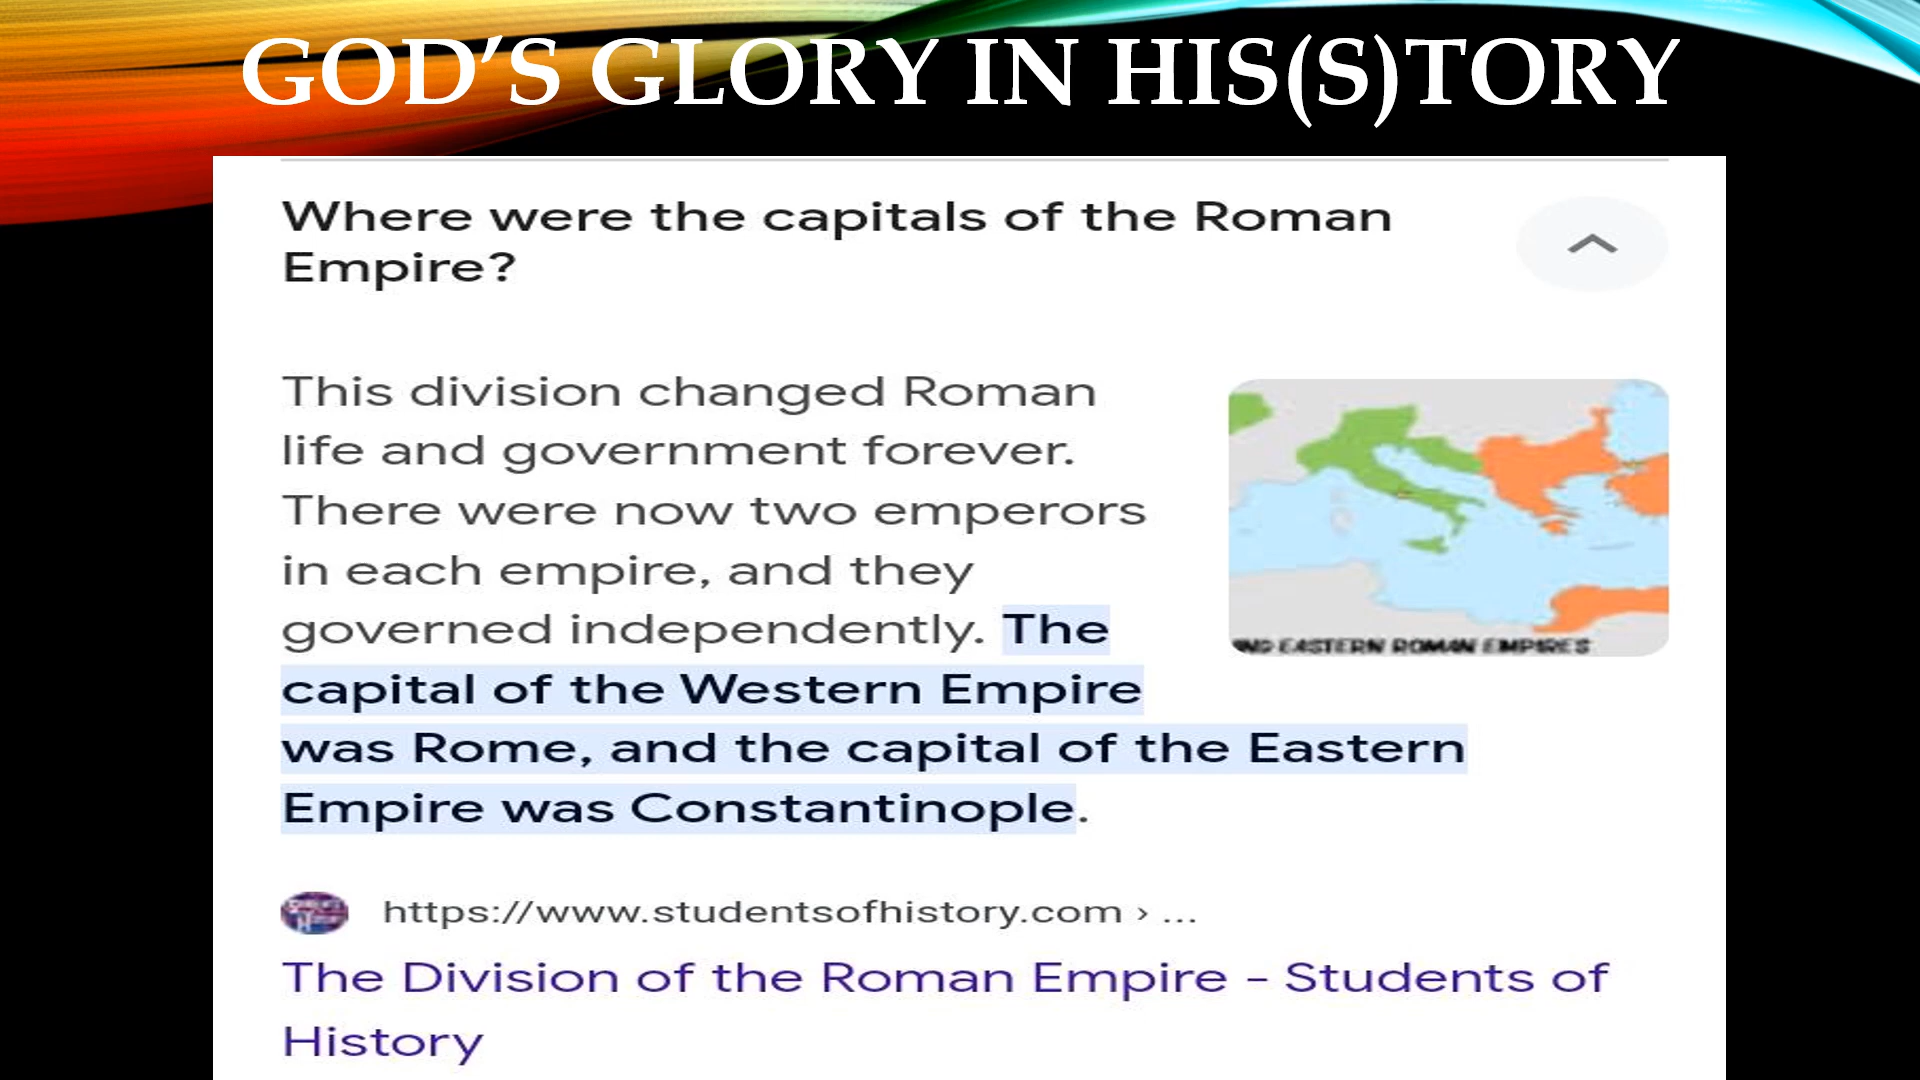 GOD’S GLORY IN HIS(S)TORY
Where were the capitals of the Roman
Empire?
This division changed Roman
life and government forever.
There were now two emperors
in each empire, and they
governed independently. The
capital of the Western Empire
was Rome, and the capital of the Eastern
Empire was Constantinople.
EASTERN ROMAN EMPIRES
https://www.studentsofhistory.com › ...
The Division of the Roman Empire - Students of
History